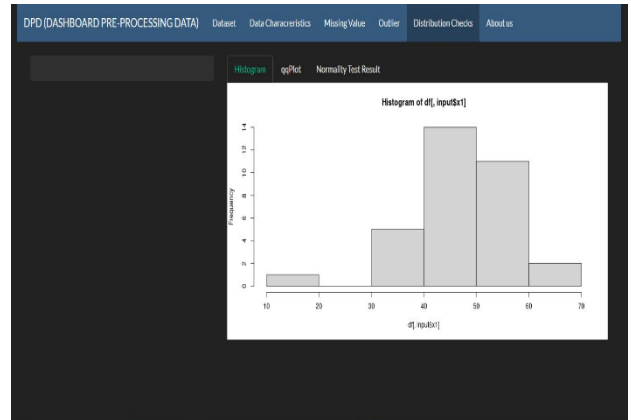 DPD (DASHBOARD PRE-PROCESSING DATA) Dataset Data Characreristics Missing Value Outlier Distribution Checks About us
Histogram qqPlot Normality Test Result
Histogram of df[, input$x1]
Frequency
14
12
10
8
6
4
2
0
10 20 30 40 50 60 70
df[, input$x1]